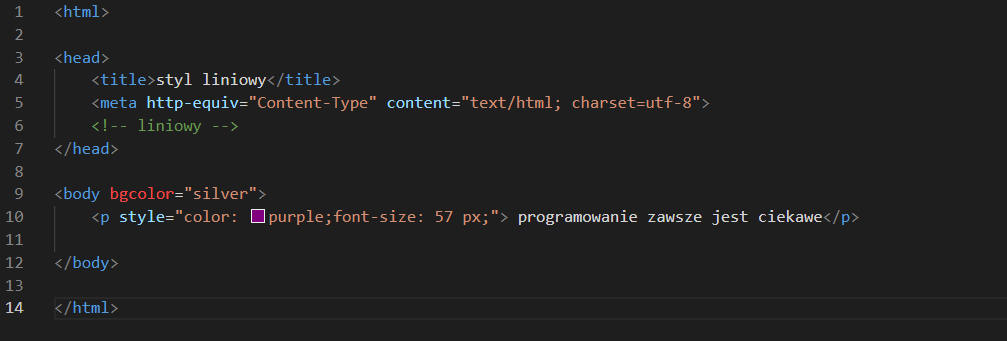 1 <html>
2
3 <head>
4 <title>styl liniowy</title>
5 <meta http-equiv="Content-Type" content="text/html; charset=utf-8">
6 <!-- liniowy -->
7 </head>
8
9 <body bgcolor="silver">
10 <p style="color: purple;font-size: 57 px;"> programowanie zawsze jest ciekawe</p>
11
12 </body>
13
14 </html>